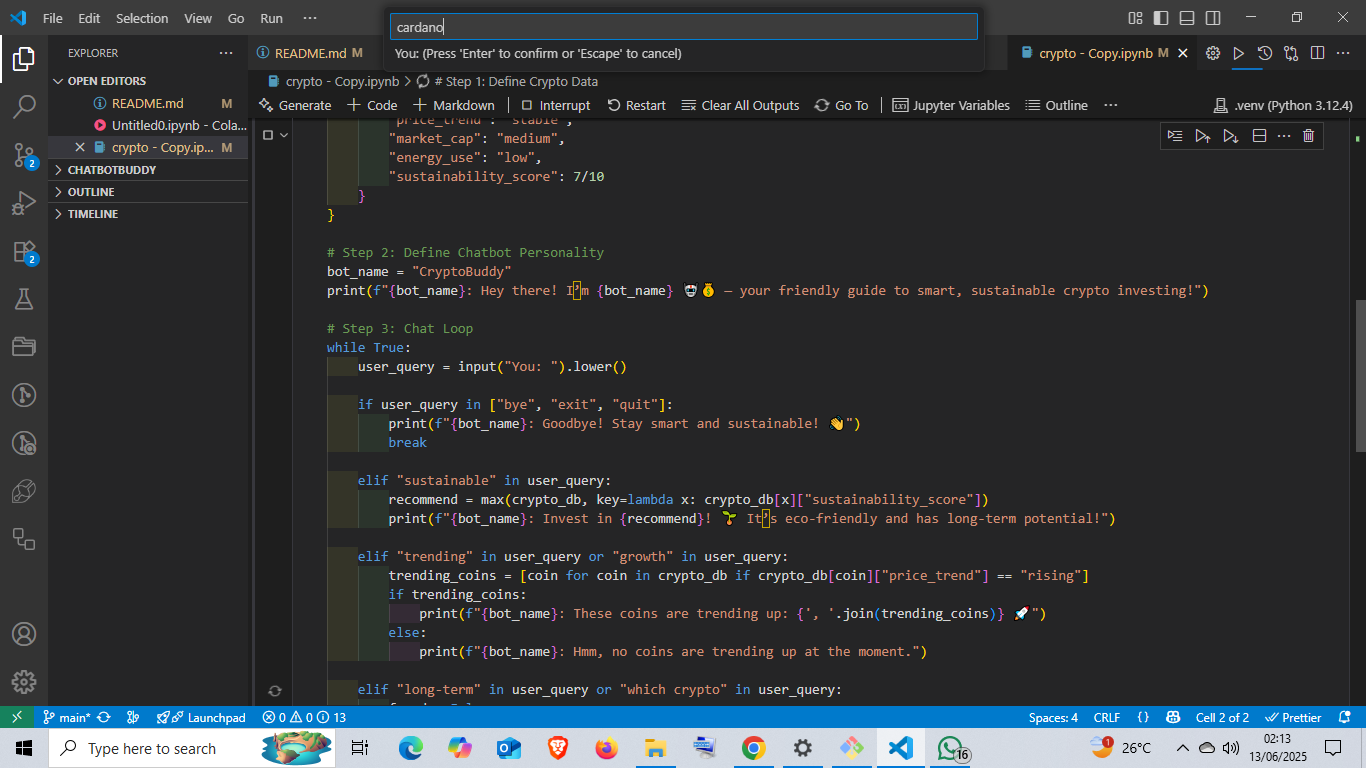 File Edit Selection View Go Run ···
cardano
You: (Press 'Enter' to confirm or 'Escape' to cancel)
EXPLORER ···
OPEN EDITORS
README.md M
Untitled0.ipynb - Cola...
crypto - Copy.ip... M
CHATBOTBUDDY
OUTLINE
TIMELINE
2
2
README.md M
crypto - Copy.ipynb M
crypto - Copy.ipynb > # Step 1: Define Crypto Data
Generate + Code + Markdown Interrupt Restart Clear All Outputs Go To Jupyter Variables Outline ··· .venv (Python 3.12.4)
"price_trend": "stable",
"market_cap": "medium",
"energy_use": "low",
"sustainability_score": 7/10
}
}
# Step 2: Define Chatbot Personality
bot_name = "CryptoBuddy"
print(f"{bot_name}: Hey there! I’m {bot_name} 🤖💰 – your friendly guide to smart, sustainable crypto investing!")
# Step 3: Chat Loop
while True:
user_query = input("You: ").lower()
if user_query in ["bye", "exit", "quit"]:
print(f"{bot_name}: Goodbye! Stay smart and sustainable! 👋")
break
elif "sustainable" in user_query:
recommend = max(crypto_db, key=lambda x: crypto_db[x]["sustainability_score"])
print(f"{bot_name}: Invest in {recommend}! 🌱 It’s eco-friendly and has long-term potential!")
elif "trending" in user_query or "growth" in user_query:
trending_coins = [coin for coin in crypto_db if crypto_db[coin]["price_trend"] == "rising"]
if trending_coins:
print(f"{bot_name}: These coins are trending up: {', '.join(trending_coins)} 🚀")
else:
print(f"{bot_name}: Hmm, no coins are trending up at the moment.")
elif "long-term" in user_query or "which crypto" in user_query:
main* Launchpad 0 0 13 Spaces: 4 CRLF {} Cell 2 of 2 Prettier
Type here to search
16
1
26°C
02:13
13/06/2025